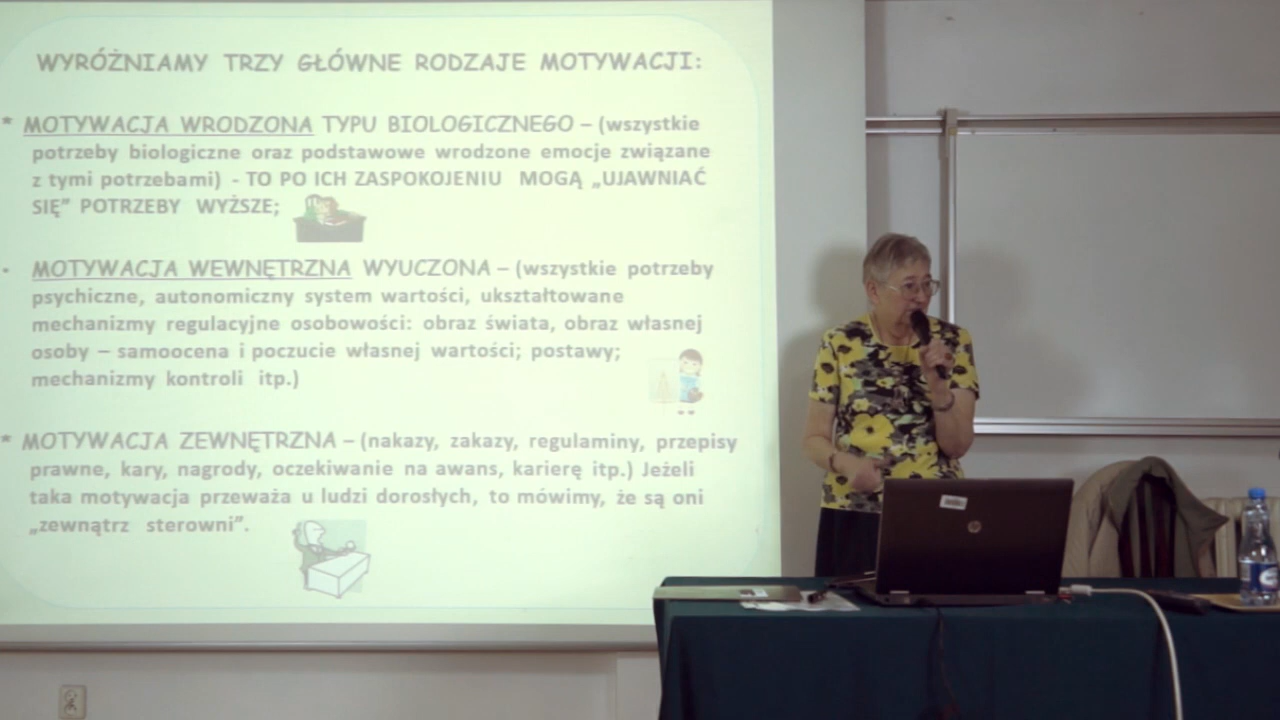 WYRÓŻNIAMY TRZY GŁÓWNE RODZAJE MOTYWACJI:
* MOTYWACJA WRODZONA TYPU BIOLOGICZNEGO – (wszystkie
potrzeby biologiczne oraz podstawowe wrodzone emocje związane
z tymi potrzebami) - TO PO ICH ZASPOKOJENIU MOGĄ „UJAWNIAĆ
SIĘ” POTRZEBY WYŻSZE;
· MOTYWACJA WEWNĘTRZNA WYUCZONA – (wszystkie potrzeby
psychiczne, autonomiczny system wartości, ukształtowane
mechanizmy regulacyjne osobowości: obraz świata, obraz własnej
osoby – samoocena i poczucie własnej wartości; postawy;
mechanizmy kontroli itp.)
* MOTYWACJA ZEWNĘTRZNA – (nakazy, zakazy, regulaminy, przepisy
prawne, kary, nagrody, oczekiwanie na awans, karierę itp.) Jeżeli
taka motywacja przeważa u ludzi dorosłych, to mówimy, że są oni
„zewnątrz sterowni”.
hp